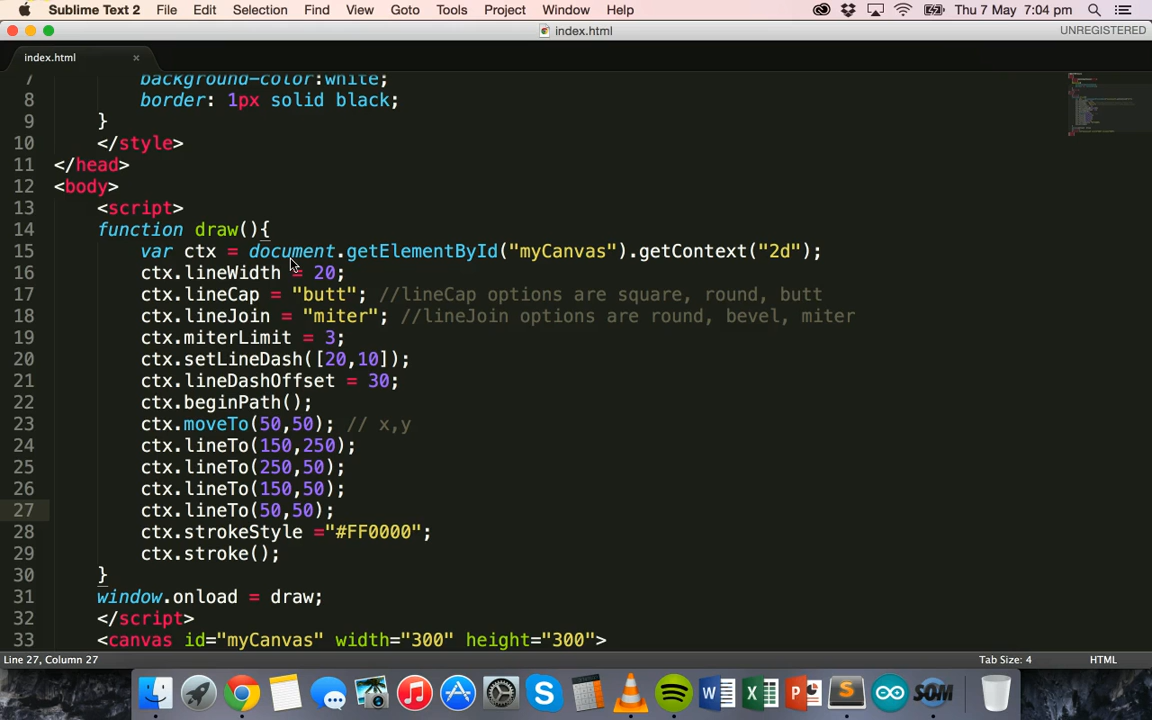 Sublime Text 2 File Edit Selection Find View Goto Tools Project Window Help Thu 7 May 7:04 pm
index.html UNREGISTERED
index.html ×
7 background-color:white;
8 border: 1px solid black;
9 }
10 </style>
11 </head>
12 <body>
13 <script>
14 function draw(){
15 var ctx = document.getElementById("myCanvas").getContext("2d");
16 ctx.lineWidth = 20;
17 ctx.lineCap = "butt"; //lineCap options are square, round, butt
18 ctx.lineJoin = "miter"; //lineJoin options are round, bevel, miter
19 ctx.miterLimit = 3;
20 ctx.setLineDash([20,10]);
21 ctx.lineDashOffset = 30;
22 ctx.beginPath();
23 ctx.moveTo(50,50); // x,y
24 ctx.lineTo(150,250);
25 ctx.lineTo(250,50);
26 ctx.lineTo(150,50);
27 ctx.lineTo(50,50);
28 ctx.strokeStyle ="#FF0000";
29 ctx.stroke();
30 }
31 window.onload = draw;
32 </script>
33 <canvas id="myCanvas" width="300" height="300">
Line 27, Column 27 Tab Size: 4 HTML
SOM